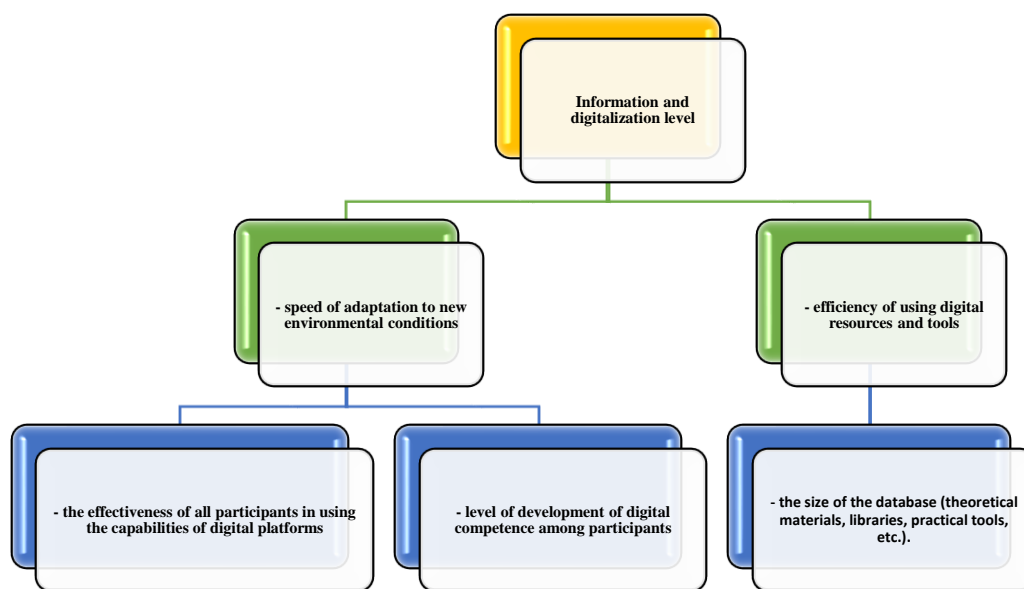 Information and
digitalization level
- speed of adaptation to new
environmental conditions
- efficiency of using digital
resources and tools
- the effectiveness of all participants in using
the capabilities of digital platforms
- level of development of digital
competence among participants
- the size of the database (theoretical
materials, libraries, practical tools,
etc.).